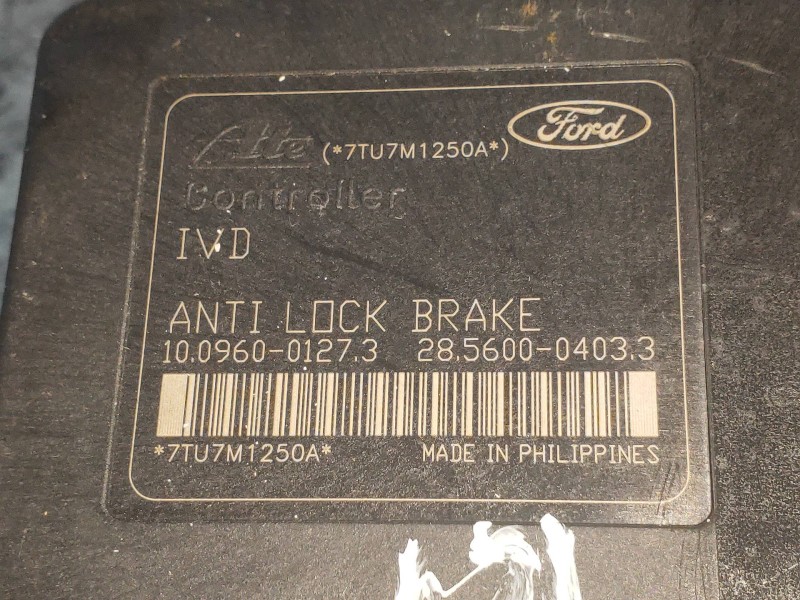 Ate (*7TU7M1250A*) Ford
Controller
IVD
ANTI LOCK BRAKE
10.0960-0127.3 28.5600-0403.3
*7TU7M1250A* MADE IN PHILIPPINES